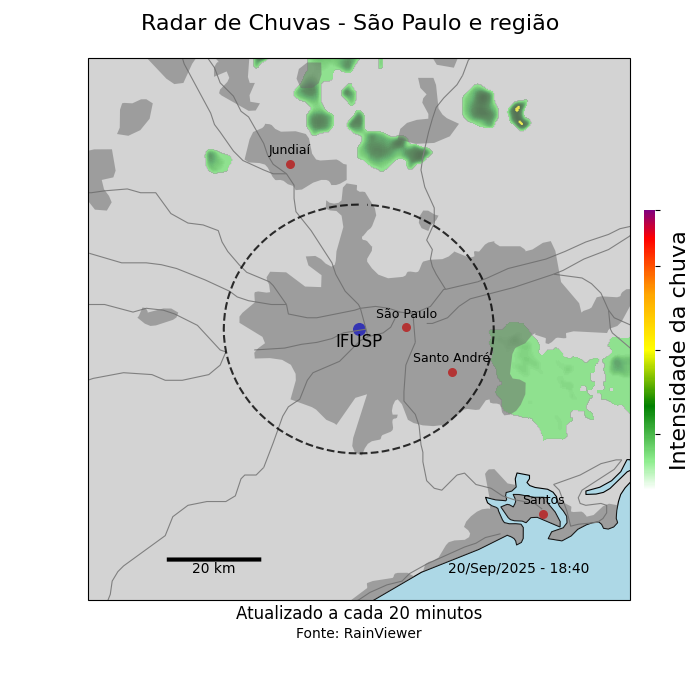 Radar de Chuvas - São Paulo e região
Jundiaí
São Paulo
IFUSP
Santo André
Santos
20 km
20/Sep/2025 - 18:40
Intensidade da chuva
Atualizado a cada 20 minutos
Fonte: RainViewer